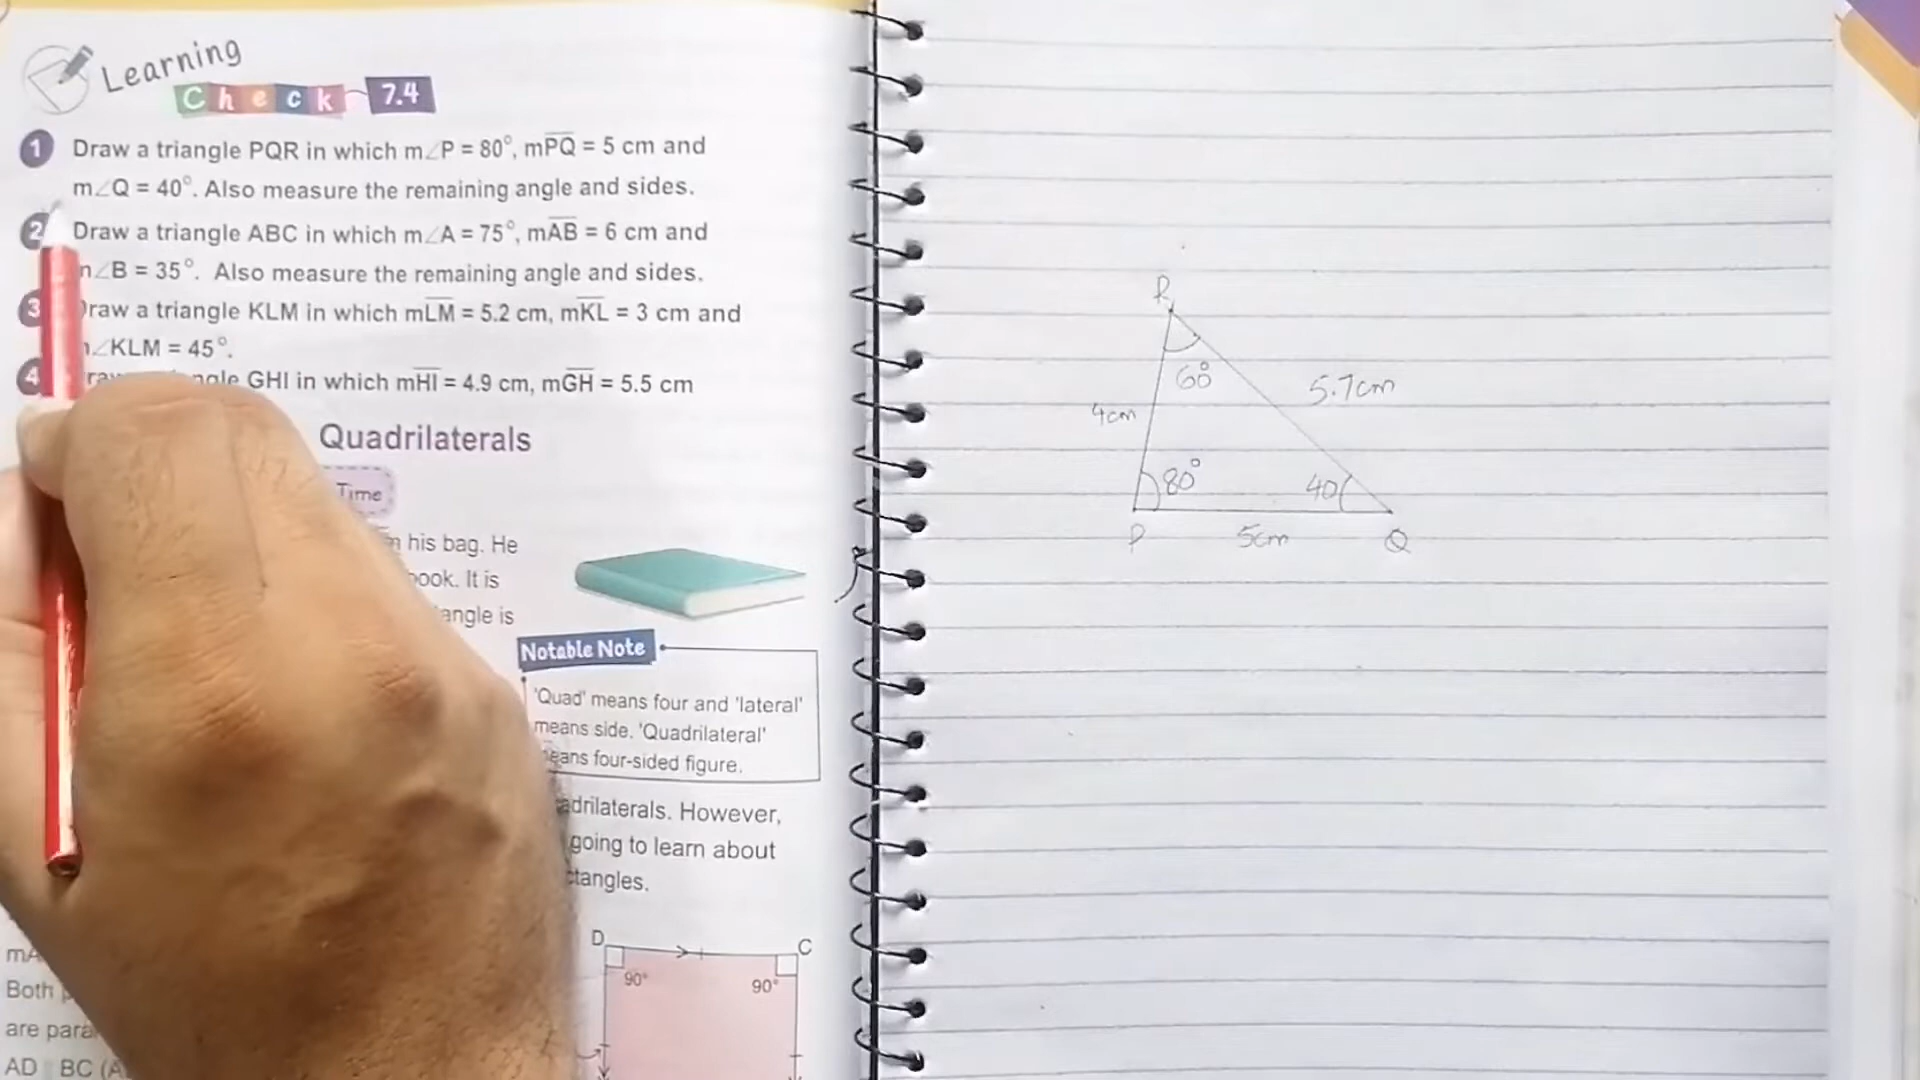 Learning
Check 7.4
1 Draw a triangle PQR in which m∠P = 80°, mPQ = 5 cm and
m∠Q = 40°. Also measure the remaining angle and sides.
2 Draw a triangle ABC in which m∠A = 75°, mAB = 6 cm and
∠B = 35°. Also measure the remaining angle and sides.
3 raw a triangle KLM in which mLM = 5.2 cm, mKL = 3 cm and
∠KLM = 45°.
4 GHI in which mHI = 4.9 cm, mGH = 5.5 cm
Quadrilaterals
Time
his bag. He
book. It is
angle is
Notable Note
'Quad' means four and 'lateral'
means side. 'Quadrilateral'
means four-sided figure.
adrilaterals. However,
going to learn about
ctangles.
D C
90° 90°
mA
Both
are para
AD BC (A
R
60°
4cm 5.7cm
80° 40
P 5cm Q